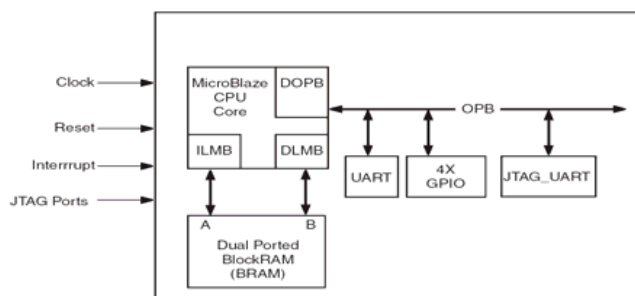 Clock
Reset
Interrrupt
JTAG Ports
MicroBlaze
CPU
Core
DOPB
ILMB
DLMB
OPB
UART
4X
GPIO
JTAG_UART
A
B
Dual Ported
BlockRAM
(BRAM)